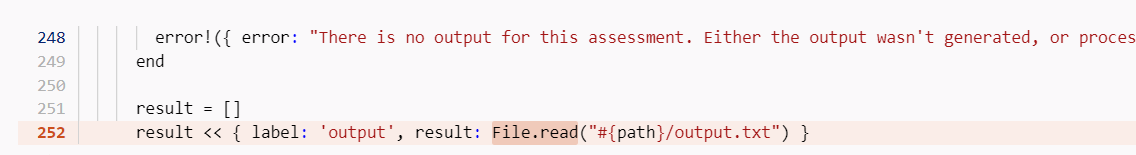 248 error!({ error: "There is no output for this assessment. Either the output wasn't generated, or proces
249 end
250
251 result = []
252 result << { label: 'output', result: File.read("#{path}/output.txt") }